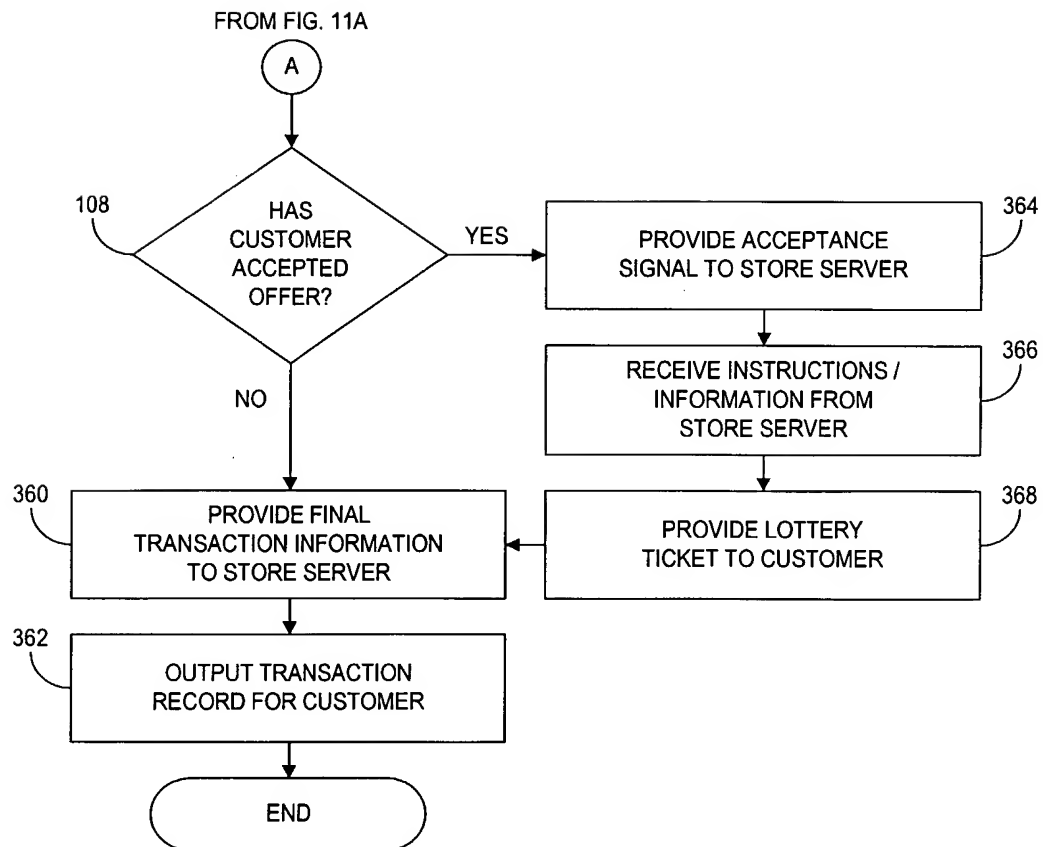 FROM FIG. 11A
A
108
HAS
CUSTOMER
ACCEPTED
OFFER?
YES
NO
364
PROVIDE ACCEPTANCE
SIGNAL TO STORE SERVER
366
RECEIVE INSTRUCTIONS /
INFORMATION FROM
STORE SERVER
368
PROVIDE LOTTERY
TICKET TO CUSTOMER
360
PROVIDE FINAL
TRANSACTION INFORMATION
TO STORE SERVER
362
OUTPUT TRANSACTION
RECORD FOR CUSTOMER
END